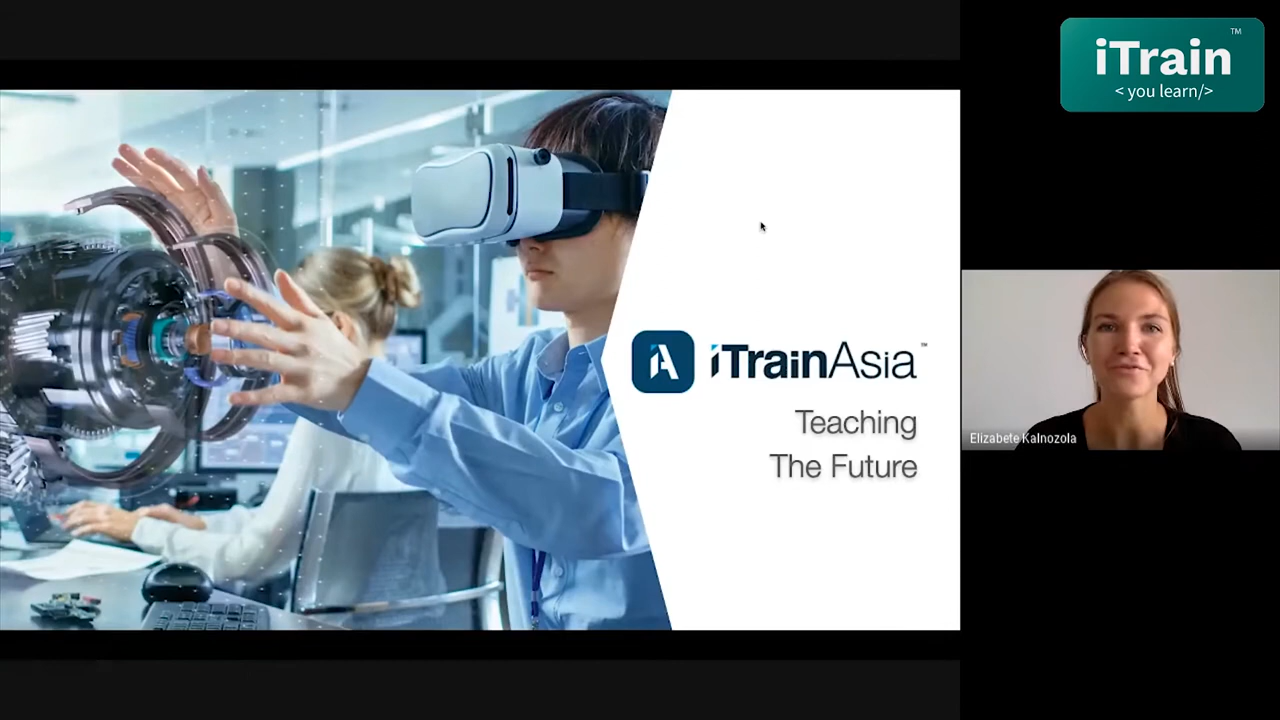 iTrain™
< you learn/>
iTrainAsia™
Teaching
The Future
Elizabete Kalnozola